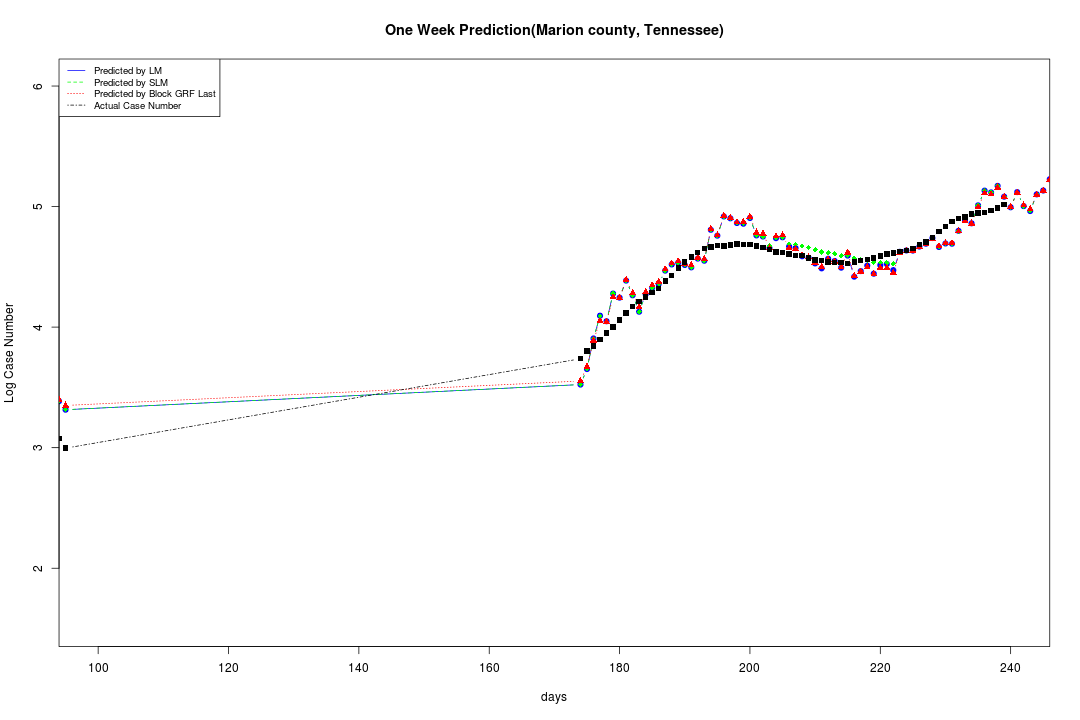 One Week Prediction(Marion county, Tennessee)
Predicted by LM
Predicted by SLM
Predicted by Block GRF Last
Actual Case Number
Log Case Number
6
5
4
3
2
100 120 140 160 180 200 220 240
days